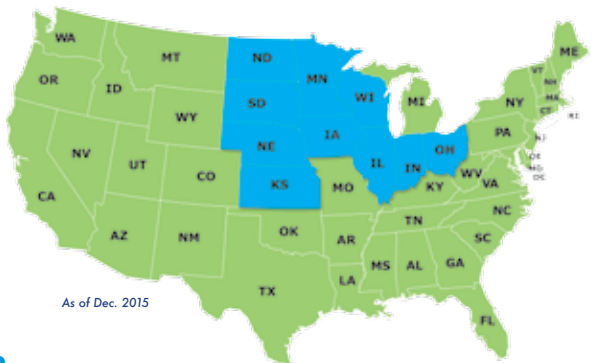 WA
MT
ND
MN
ME
OR
ID
SD
WI
MI
VT
NH
NY
MA
CT
RI
WY
IA
PA
NJ
NV
UT
CO
NE
IL
IN
OH
DE
MD
DC
WV
VA
CA
KS
MO
KY
AZ
NM
OK
AR
TN
NC
SC
TX
LA
MS
AL
GA
FL
As of Dec. 2015